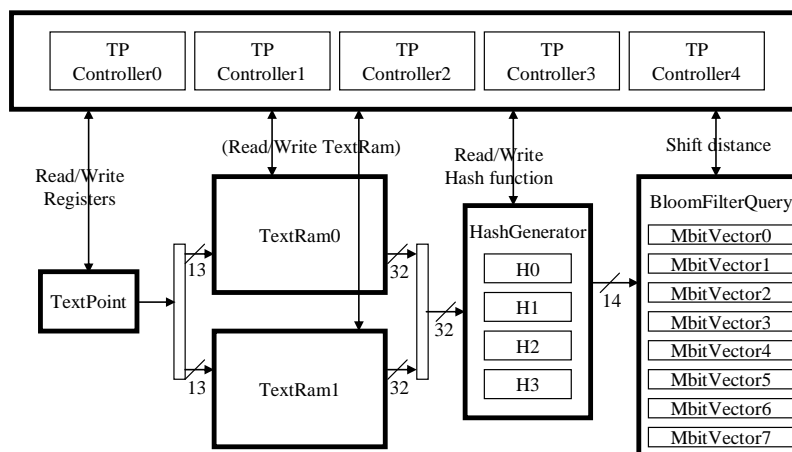 TP
Controller0
TP
Controller1
TP
Controller2
TP
Controller3
TP
Controller4
Read/Write
Registers
(Read/Write TextRam)
Read/Write
Hash function
Shift distance
TextPoint
13
13
TextRam0
TextRam1
32
32
32
HashGenerator
H0
H1
H2
H3
14
BloomFilterQuery
MbitVector0
MbitVector1
MbitVector2
MbitVector3
MbitVector4
MbitVector5
MbitVector6
MbitVector7